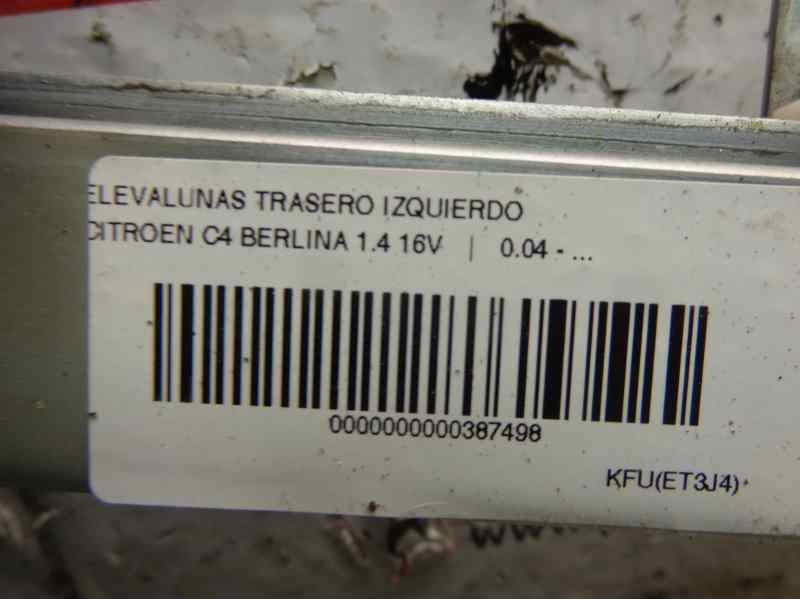 ELEVALUNAS TRASERO IZQUIERDO
CITROEN C4 BERLINA 1.4 16V | 0.04 - ...
0000000000387498
KFU(ET3J4)*